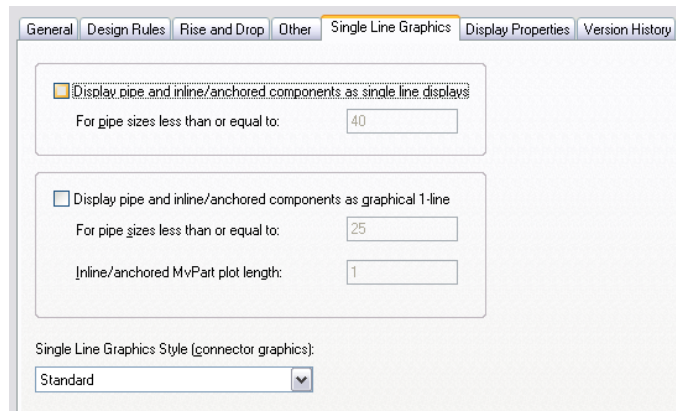 General Design Rules Rise and Drop Other Single Line Graphics Display Properties Version History
Display pipe and inline/anchored components as single line displays
For pipe sizes less than or equal to: 40
Display pipe and inline/anchored components as graphical 1-line
For pipe sizes less than or equal to: 25
Inline/anchored MvPart plot length: 1
Single Line Graphics Style (connector graphics):
Standard